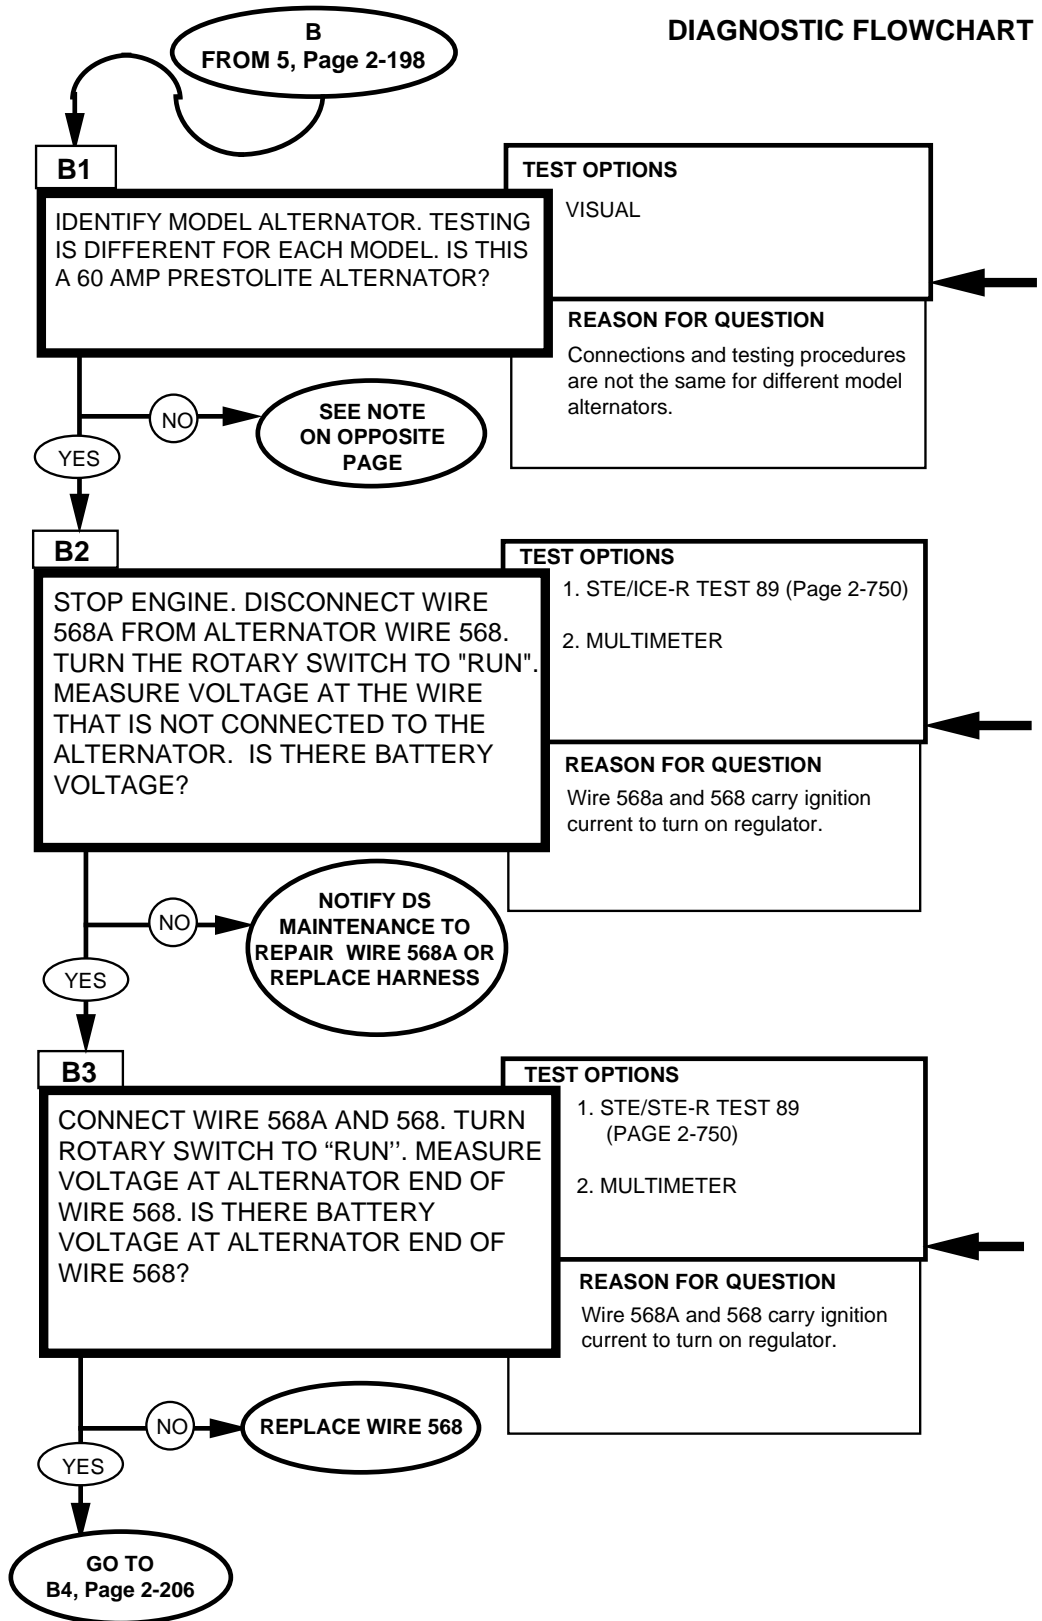 DIAGNOSTIC FLOWCHART
B
FROM 5, Page 2-198
B1
IDENTIFY MODEL ALTERNATOR. TESTING
IS DIFFERENT FOR EACH MODEL. IS THIS
A 60 AMP PRESTOLITE ALTERNATOR?
TEST OPTIONS
VISUAL
REASON FOR QUESTION
Connections and testing procedures
are not the same for different model
alternators.
NO
SEE NOTE
ON OPPOSITE
PAGE
YES
B2
STOP ENGINE. DISCONNECT WIRE
568A FROM ALTERNATOR WIRE 568.
TURN THE ROTARY SWITCH TO "RUN".
MEASURE VOLTAGE AT THE WIRE
THAT IS NOT CONNECTED TO THE
ALTERNATOR. IS THERE BATTERY
VOLTAGE?
TEST OPTIONS
1. STE/ICE-R TEST 89 (Page 2-750)
2. MULTIMETER
REASON FOR QUESTION
Wire 568a and 568 carry ignition
current to turn on regulator.
NO
NOTIFY DS
MAINTENANCE TO
REPAIR WIRE 568A OR
REPLACE HARNESS
YES
B3
CONNECT WIRE 568A AND 568. TURN
ROTARY SWITCH TO “RUN’’. MEASURE
VOLTAGE AT ALTERNATOR END OF
WIRE 568. IS THERE BATTERY
VOLTAGE AT ALTERNATOR END OF
WIRE 568?
TEST OPTIONS
1. STE/STE-R TEST 89
(PAGE 2-750)
2. MULTIMETER
REASON FOR QUESTION
Wire 568A and 568 carry ignition
current to turn on regulator.
NO
REPLACE WIRE 568
YES
GO TO
B4, Page 2-206